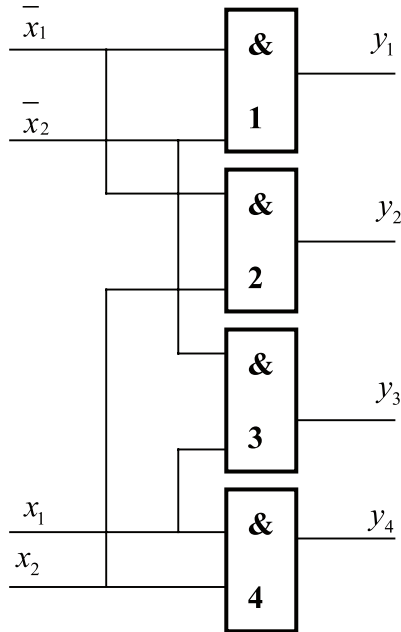 x̅₁
&
y₁
x̅₂
1
&
y₂
2
&
y₃
3
x₁
&
y₄
x₂
4